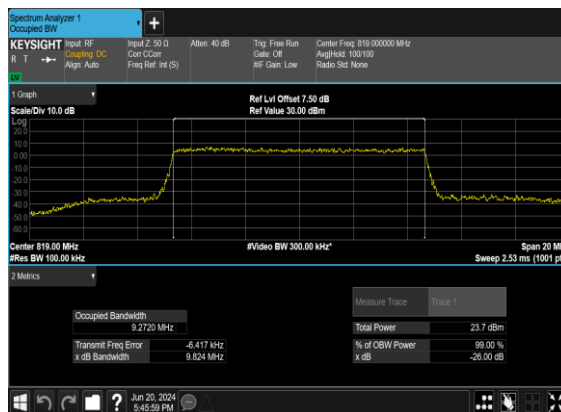 Spectrum Analyzer 1
Occupied BW
+
KEYSIGHT Input: RF Input Z: 50 Ω Atten: 40 dB Trig: Free Run Center Freq: 819.000000 MHz
R T Coupling: DC Corr CCorr Gate: Off Avg|Hold: 100/100
Align: Auto Freq Ref: Int (S) #IF Gain: Low Radio Std: None
1 Graph
Scale/Div 10.0 dB Ref Lvl Offset 7.50 dB
Ref Value 30.00 dBm
Log
20.0
10.0
0.00
-10.0
-20.0
-30.0
-40.0
-50.0
-60.0
Center 819.00 MHz #Video BW 300.00 kHz* Span 20 M
#Res BW 100.00 kHz Sweep 2.53 ms (1001 pt
2 Metrics
Measure Trace Trace 1
Occupied Bandwidth
9.2720 MHz
Total Power 23.7 dBm
Transmit Freq Error -6.417 kHz % of OBW Power 99.00 %
x dB Bandwidth 9.824 MHz x dB -26.00 dB
? Jun 20, 2024
5:45:59 PM